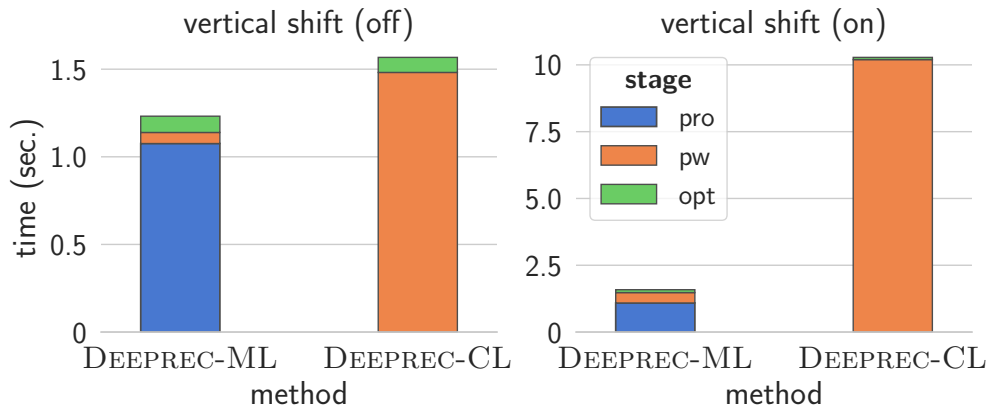 vertical shift (off)
time (sec.)
1.5
1.0
0.5
0
DEEPREC-ML
DEEPREC-CL
method
vertical shift (on)
10
7.5
5.0
2.5
0
stage
pro
pw
opt
DEEPREC-ML
DEEPREC-CL
method